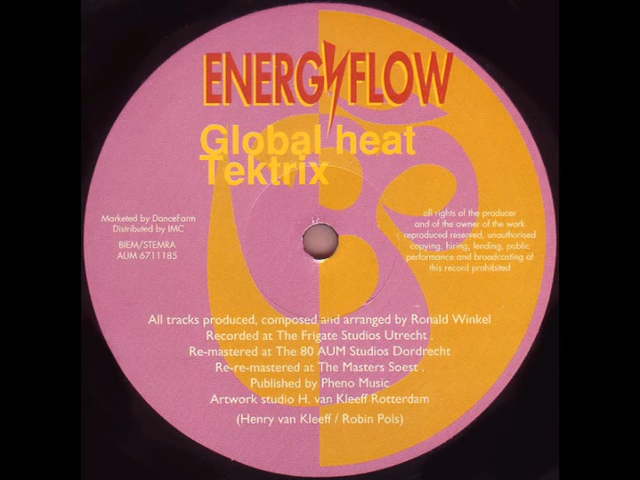 ENERGYFLOW
Global heat
Tektrix
Marketed by DanceFarm
Distributed by IMC
BIEM/STEMRA
AUM 6711185
all rights of the producer
and of the owner of the work
reproduced reserved, unauthorised
copying, hiring, lending, public
performance and broadcasting of
this record prohibited
All tracks produced, composed and arranged by Ronald Winkel
Recorded at The Frigate Studios Utrecht .
Re-mastered at The 80 AUM Studios Dordrecht
Re-re-mastered at The Masters Soest .
Published by Pheno Music
Artwork studio H. van Kleeff Rotterdam
(Henry van Kleeff / Robin Pols)